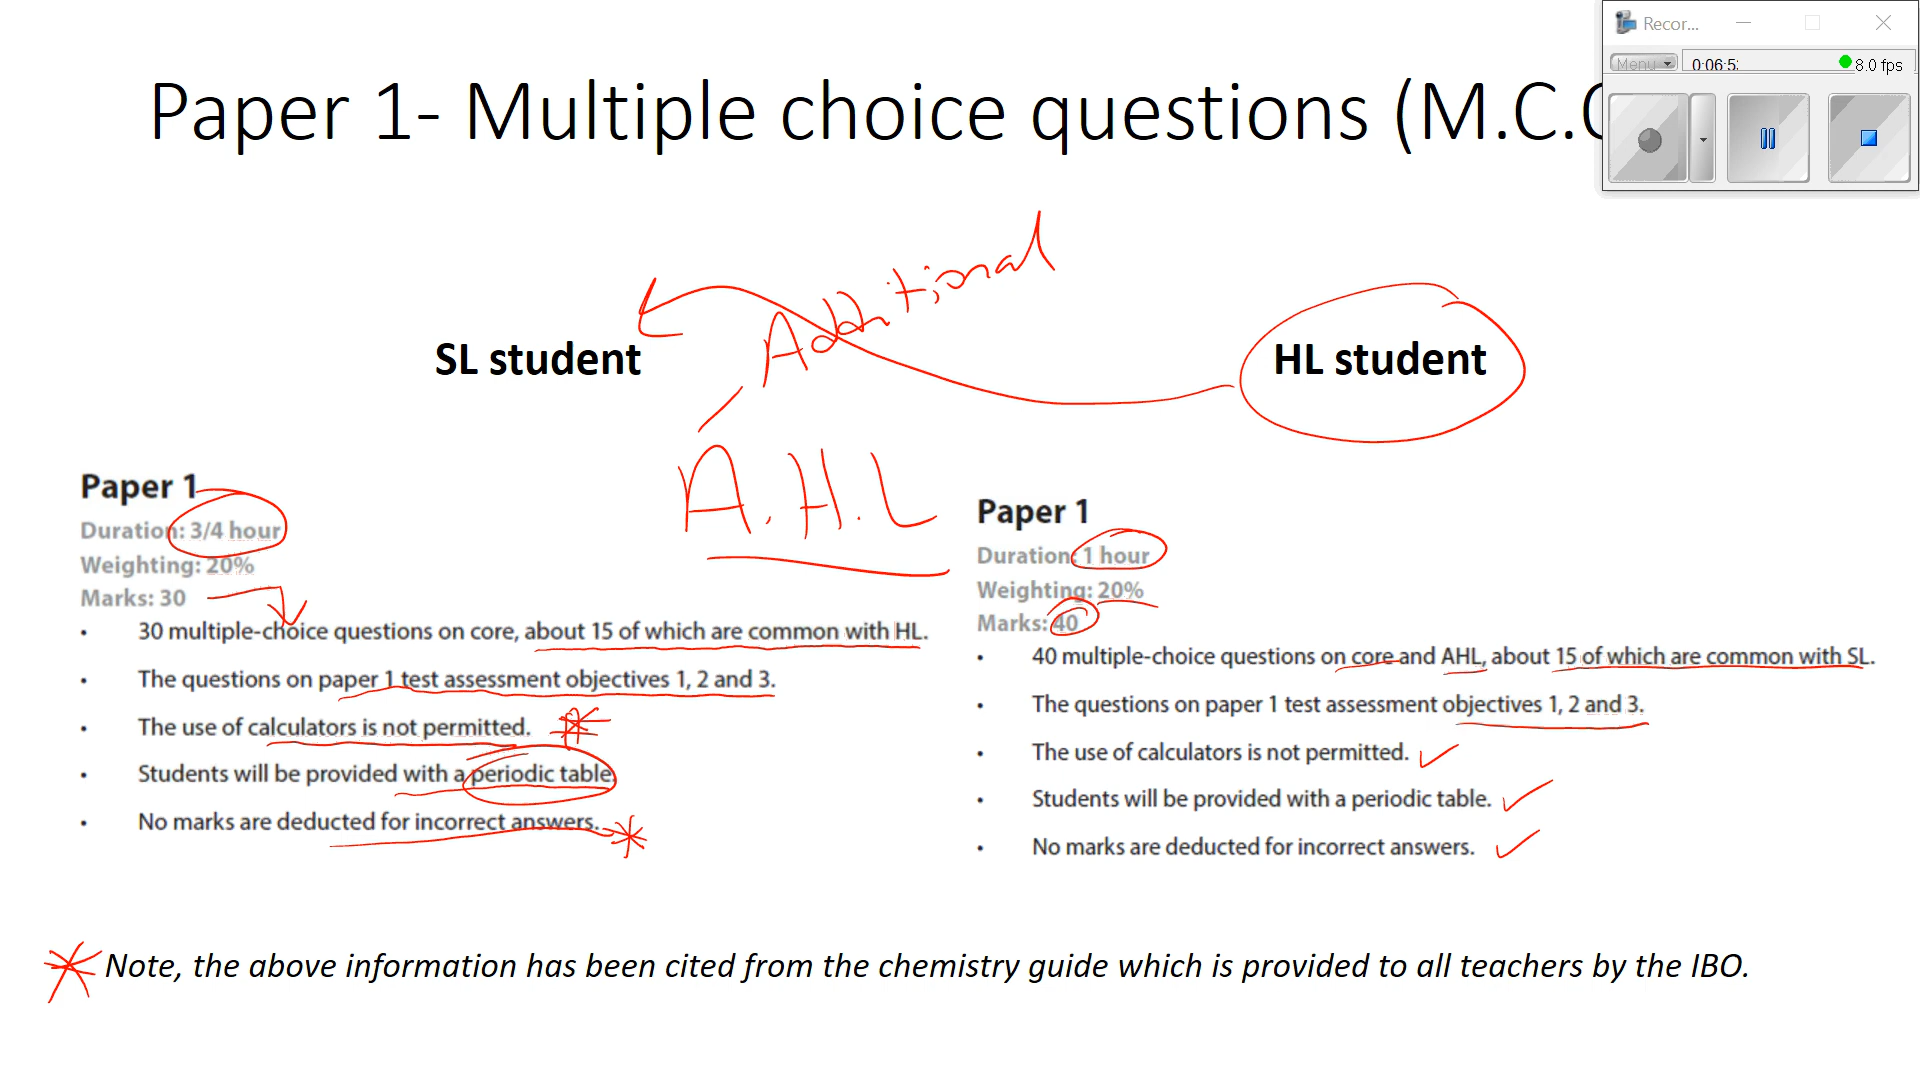 Recor...
Menu
0:06:5
8.0 fps
Paper 1- Multiple choice questions (M.C.
Additional
SL student
HL student
A.H.L
Paper 1
Duration: 3/4 hour
Weighting: 20%
Marks: 30
• 30 multiple-choice questions on core, about 15 of which are common with HL.
• The questions on paper 1 test assessment objectives 1, 2 and 3.
• The use of calculators is not permitted.
• Students will be provided with a periodic table.
• No marks are deducted for incorrect answers.
Paper 1
Duration: 1 hour
Weighting: 20%
Marks: 40
• 40 multiple-choice questions on core and AHL, about 15 of which are common with SL.
• The questions on paper 1 test assessment objectives 1, 2 and 3.
• The use of calculators is not permitted.
• Students will be provided with a periodic table.
• No marks are deducted for incorrect answers.
Note, the above information has been cited from the chemistry guide which is provided to all teachers by the IBO.